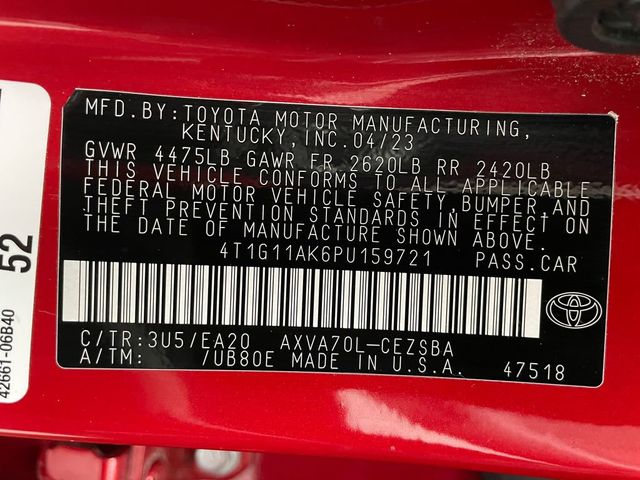 MFD.BY:TOYOTA MOTOR MANUFACTURING,
KENTUCKY,INC.04/23
GVWR 4475LB GAWR FR 2620LB RR 2420LB
THIS VEHICLE CONFORMS TO ALL APPLICABLE
FEDERAL MOTOR VEHICLE SAFETY,BUMPER,AND
THEFT PREVENTION STANDARDS IN EFFECT ON
THE DATE OF MANUFACTURE SHOWN ABOVE.
4T1G11AK6PU159721 PASS.CAR
C/TR:3U5/EA20 AXVA70L-CEZSBA
A/TM: /UB80E MADE IN U.S.A. 47518
52
42661-06B40